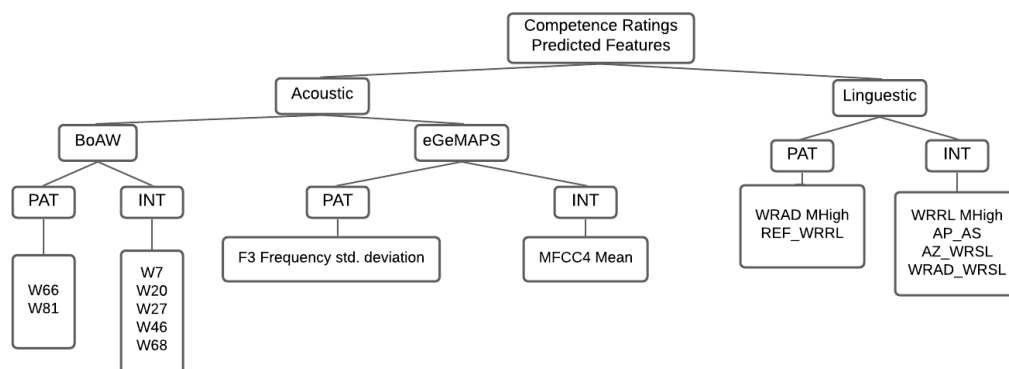 Competence Ratings
Predicted Features
Acoustic
Linguestic
BoAW
eGeMAPS
PAT
INT
PAT
INT
PAT
INT
W66
W81
W7
W20
W27
W46
W68
F3 Frequency std. deviation
MFCC4 Mean
WRAD MHigh
REF_WRRL
WRRL MHigh
AP_AS
AZ_WRSL
WRAD_WRSL